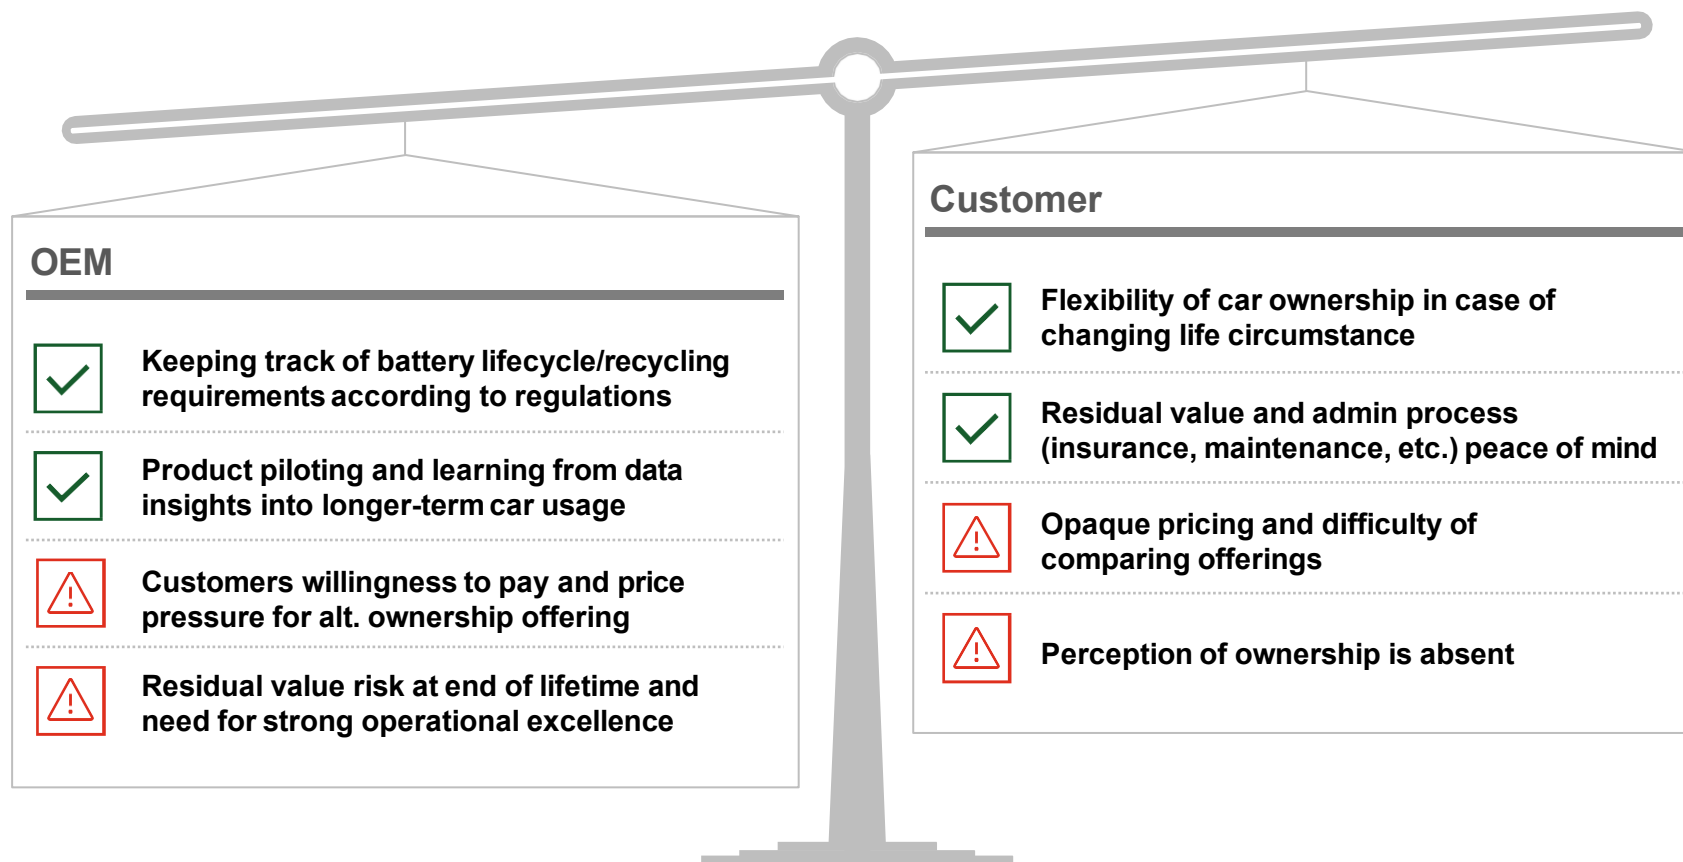 OEM
Keeping track of battery lifecycle/recycling
requirements according to regulations
Product piloting and learning from data
insights into longer-term car usage
Customers willingness to pay and price
pressure for alt. ownership offering
Residual value risk at end of lifetime and
need for strong operational excellence
Customer
Flexibility of car ownership in case of
changing life circumstance
Residual value and admin process
(insurance, maintenance, etc.) peace of mind
Opaque pricing and difficulty of
comparing offerings
Perception of ownership is absent